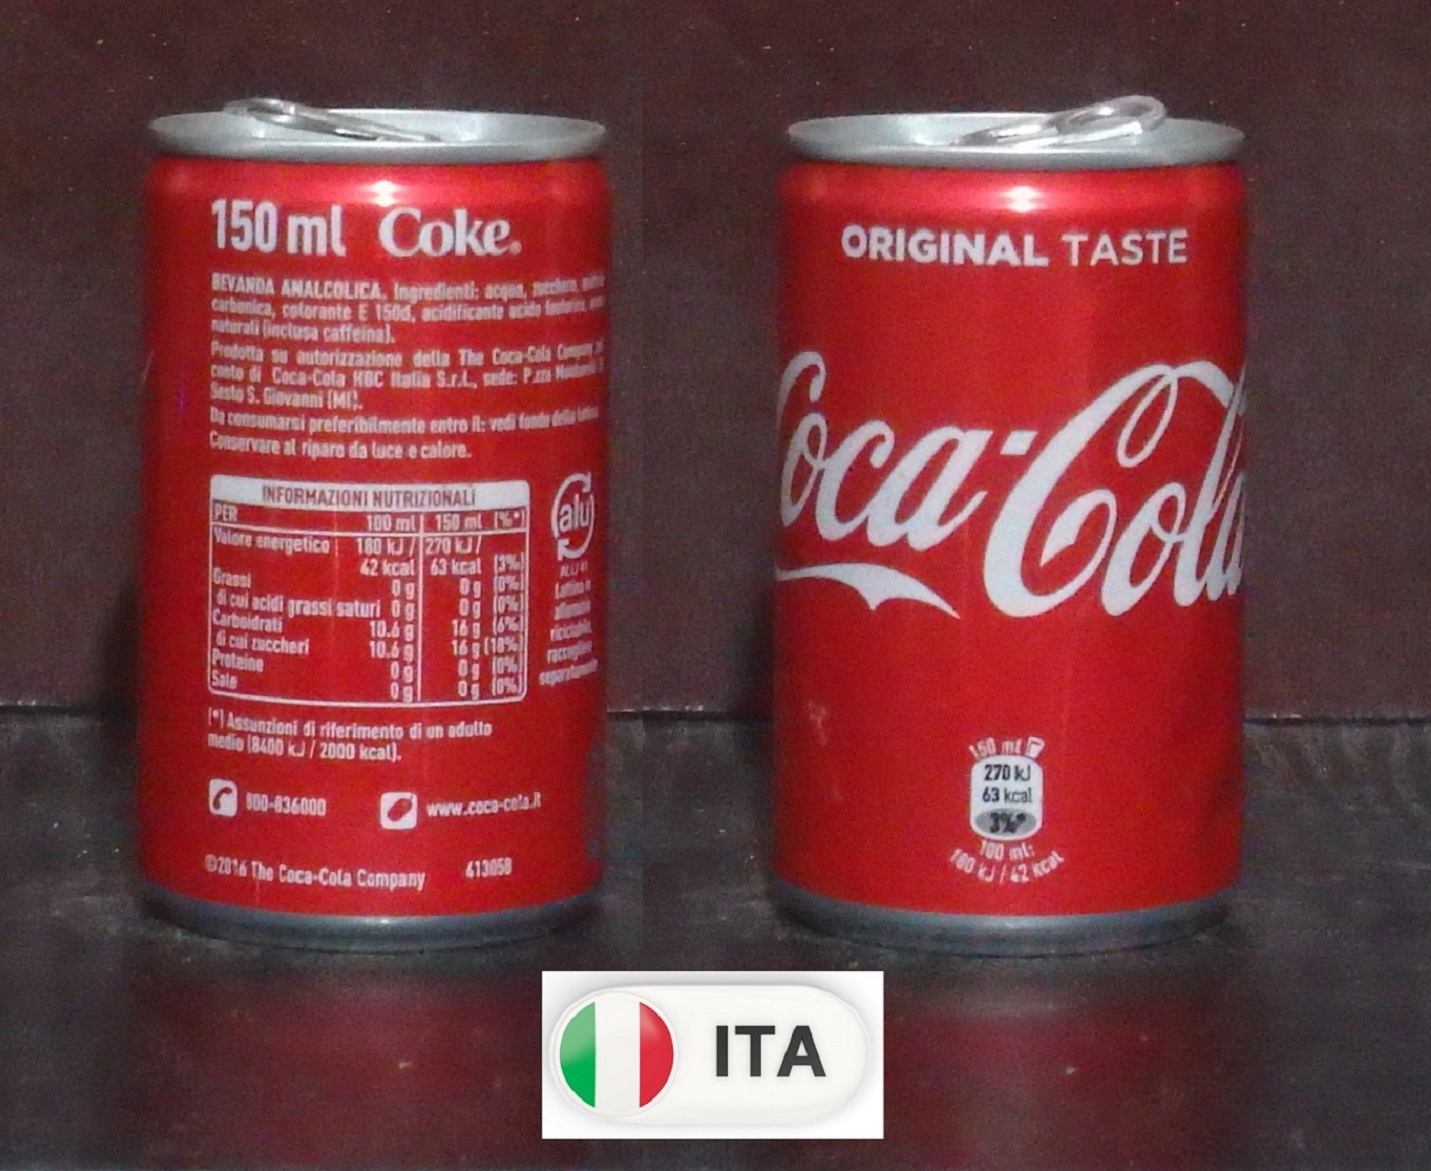 150 ml Coke.
BEVANDA ANALCOLICA. Ingredienti: acqua, zucchero,
carbonica, colorante E 150d, acidificante acido fosforico,
naturali (inclusa caffeina).
Prodotta su autorizzazione della The Coca-Cola Company
conto di Coca-Cola HBC Italia S.r.l., sede: P.zza
Sesto S. Giovanni (MI).
Da consumarsi preferibilmente entro il: vedi fondo della
Conservare al riparo da luce e calore.
INFORMAZIONI NUTRIZIONALI
PER 100 ml 150 ml (%*)
Valore energetico 180 kJ / 270 kJ /
42 kcal 63 kcal (3%)
Grassi 0 g 0 g (0%)
di cui acidi grassi saturi 0 g 0 g (0%)
Carboidrati 10.6 g 16 g (6%)
di cui zuccheri 10.6 g 16 g (18%)
Proteine 0 g 0 g (0%)
Sale 0 g 0 g (0%)
alu
ALU 41
Lattina in
alluminio
riciclabile,
separatamente
(*) Assunzioni di riferimento di un adulto
medio (8400 kJ / 2000 kcal).
800-836000 www.coca-cola.it
©2016 The Coca-Cola Company 413058
ORIGINAL TASTE
Coca-Cola
150 ml
270 kJ
63 kcal
3%*
100 ml:
180 kJ / 42 kcal
ITA